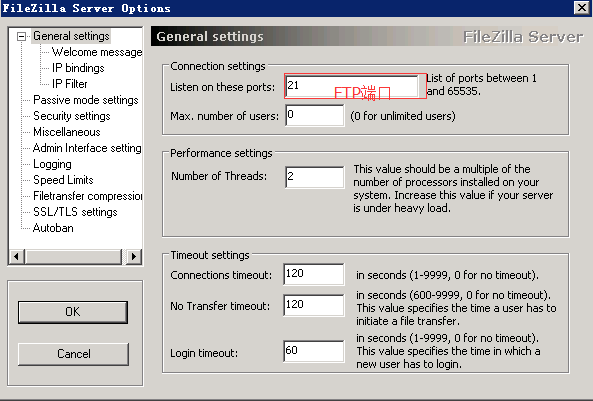 FileZilla Server Options
General settings
Welcome message
IP bindings
IP Filter
Passive mode settings
Security settings
Miscellaneous
Admin Interface setting
Logging
Speed Limits
Filetransfer compression
SSL/TLS settings
Autoban
OK
Cancel
General settings
FileZilla Server
Connection settings
Listen on these ports:
21
FTP端口
List of ports between 1
and 65535.
Max. number of users:
0
(0 for unlimited users)
Performance settings
Number of Threads:
2
This value should be a multiple of the
number of processors installed on your
system. Increase this value if your server
is under heavy load.
Timeout settings
Connections timeout:
120
in seconds (1-9999, 0 for no timeout).
No Transfer timeout:
120
in seconds (600-9999, 0 for no timeout).
This value specifies the time a user has to
initiate a file transfer.
Login timeout:
60
in seconds (1-9999, 0 for no timeout).
This value specifies the time in which a
new user has to login.